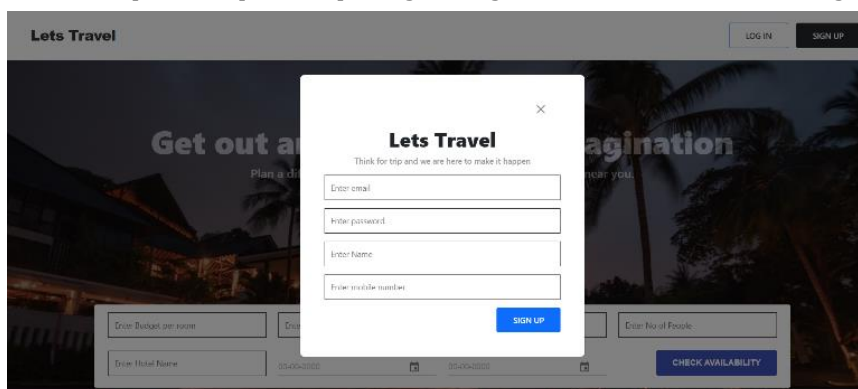 Lets Travel
LOG IN
SIGN UP
Get out a
agination
Plan a di
near you.
×
Lets Travel
Think for trip and we are here to make it happen
Enter email
Enter password.
Enter Name
Enter mobile number
SIGN UP
Enter Budget per room
Enter No of People
Enter Hotel Name
CHECK AVAILABILITY